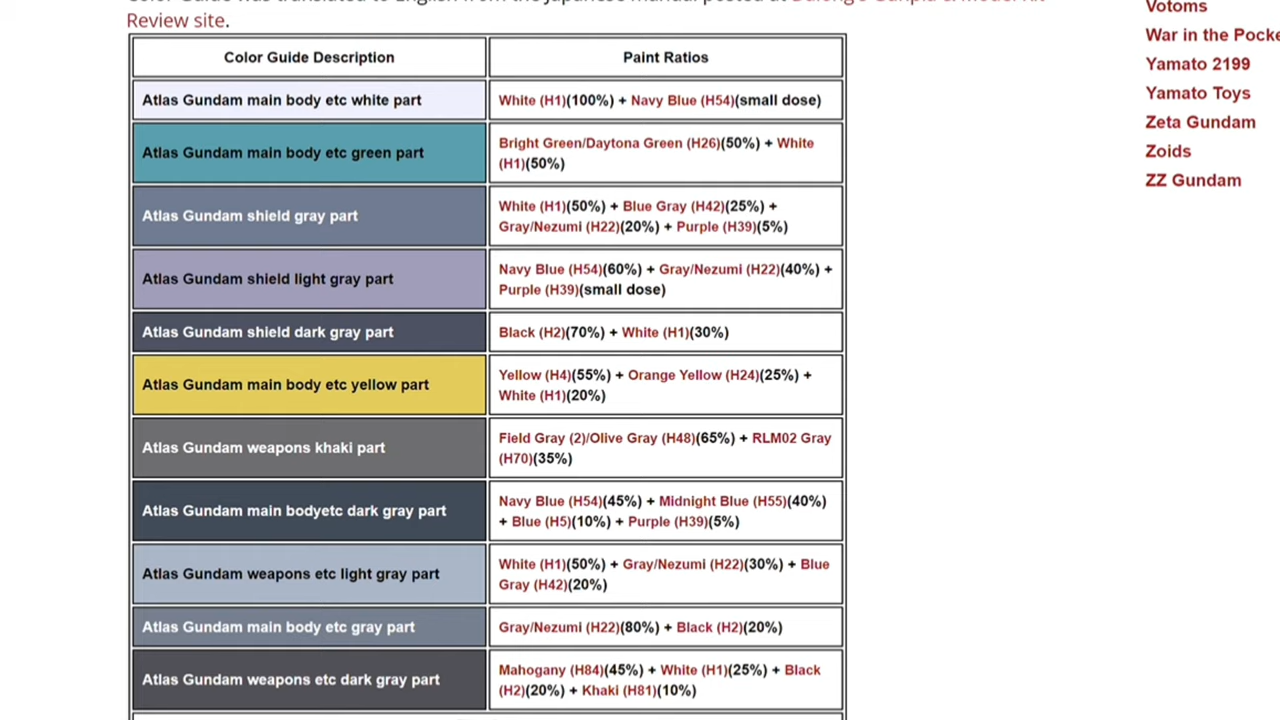 Review site.
Color Guide Description
Paint Ratios
Atlas Gundam main body etc white part
White (H1)(100%) + Navy Blue (H54)(small dose)
Atlas Gundam main body etc green part
Bright Green/Daytona Green (H26)(50%) + White
(H1)(50%)
Atlas Gundam shield gray part
White (H1)(50%) + Blue Gray (H42)(25%) +
Gray/Nezumi (H22)(20%) + Purple (H39)(5%)
Atlas Gundam shield light gray part
Navy Blue (H54)(60%) + Gray/Nezumi (H22)(40%) +
Purple (H39)(small dose)
Atlas Gundam shield dark gray part
Black (H2)(70%) + White (H1)(30%)
Atlas Gundam main body etc yellow part
Yellow (H4)(55%) + Orange Yellow (H24)(25%) +
White (H1)(20%)
Atlas Gundam weapons khaki part
Field Gray (2)/Olive Gray (H48)(65%) + RLM02 Gray
(H70)(35%)
Atlas Gundam main bodyetc dark gray part
Navy Blue (H54)(45%) + Midnight Blue (H55)(40%)
+ Blue (H5)(10%) + Purple (H39)(5%)
Atlas Gundam weapons etc light gray part
White (H1)(50%) + Gray/Nezumi (H22)(30%) + Blue
Gray (H42)(20%)
Atlas Gundam main body etc gray part
Gray/Nezumi (H22)(80%) + Black (H2)(20%)
Atlas Gundam weapons etc dark gray part
Mahogany (H84)(45%) + White (H1)(25%) + Black
(H2)(20%) + Khaki (H81)(10%)
Votoms
War in the Pocke
Yamato 2199
Yamato Toys
Zeta Gundam
Zoids
ZZ Gundam